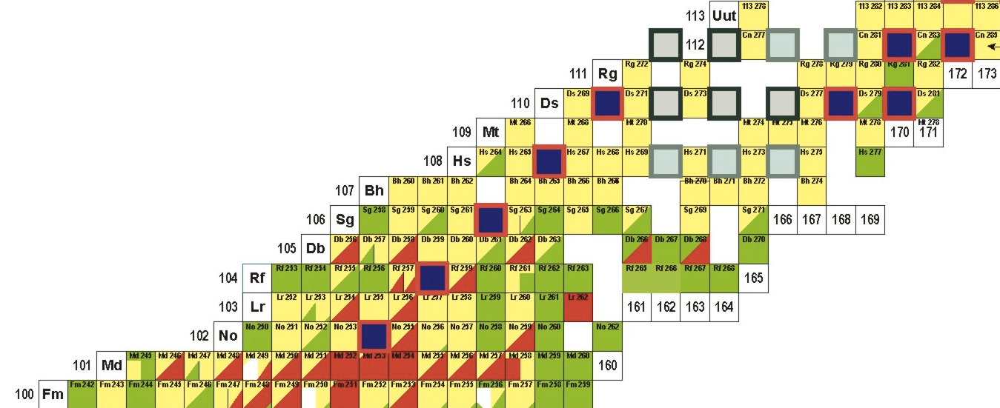 113 Uut 113 278 113 282 113 283 113 284 113 286
112 Cn 277 Cn 281 Cn 283 Cn 285
111 Rg Rg 272 Rg 274 Rg 278 Rg 279 Rg 280 Rg 281 Rg 282 172 173
110 Ds Ds 269 Ds 271 Ds 273 Ds 277 Ds 279 Ds 281
109 Mt Mt 266 Mt 268 Mt 270 Mt 274 Mt 275 Mt 276 Mt 278 Mt 278 170 171
108 Hs Hs 264 Hs 265 Hs 267 Hs 268 Hs 269 Hs 271 Hs 273 Hs 275 Hs 277
107 Bh Bh 260 Bh 261 Bh 262 Bh 264 Bh 265 Bh 266 Bh 270 Bh 271 Bh 272 Bh 274
106 Sg Sg 258 Sg 259 Sg 260 Sg 261 Sg 263 Sg 264 Sg 265 Sg 266 Sg 267 Sg 269 Sg 271 166 167 168 169
105 Db Db 256 Db 257 Db 258 Db 259 Db 260 Db 261 Db 262 Db 263 Db 266 Db 267 Db 268 Db 270
104 Rf Rf 253 Rf 254 Rf 255 Rf 256 Rf 257 Rf 259 Rf 260 Rf 261 Rf 262 Rf 263 Rf 265 Rf 266 Rf 267 Rf 268 165
103 Lr Lr 252 Lr 253 Lr 254 Lr 255 Lr 256 Lr 257 Lr 258 Lr 259 Lr 260 Lr 261 Lr 262 161 162 163 164
102 No No 250 No 251 No 252 No 253 No 255 No 256 No 257 No 258 No 259 No 260 No 262
101 Md Md 245 Md 246 Md 247 Md 248 Md 249 Md 250 Md 251 Md 252 Md 253 Md 254 Md 255 Md 256 Md 257 Md 258 Md 259 Md 260 160
100 Fm Fm 242 Fm 243 Fm 244 Fm 245 Fm 246 Fm 247 Fm 248 Fm 249 Fm 250 Fm 251 Fm 252 Fm 253 Fm 254 Fm 255 Fm 256 Fm 257 Fm 258 Fm 259